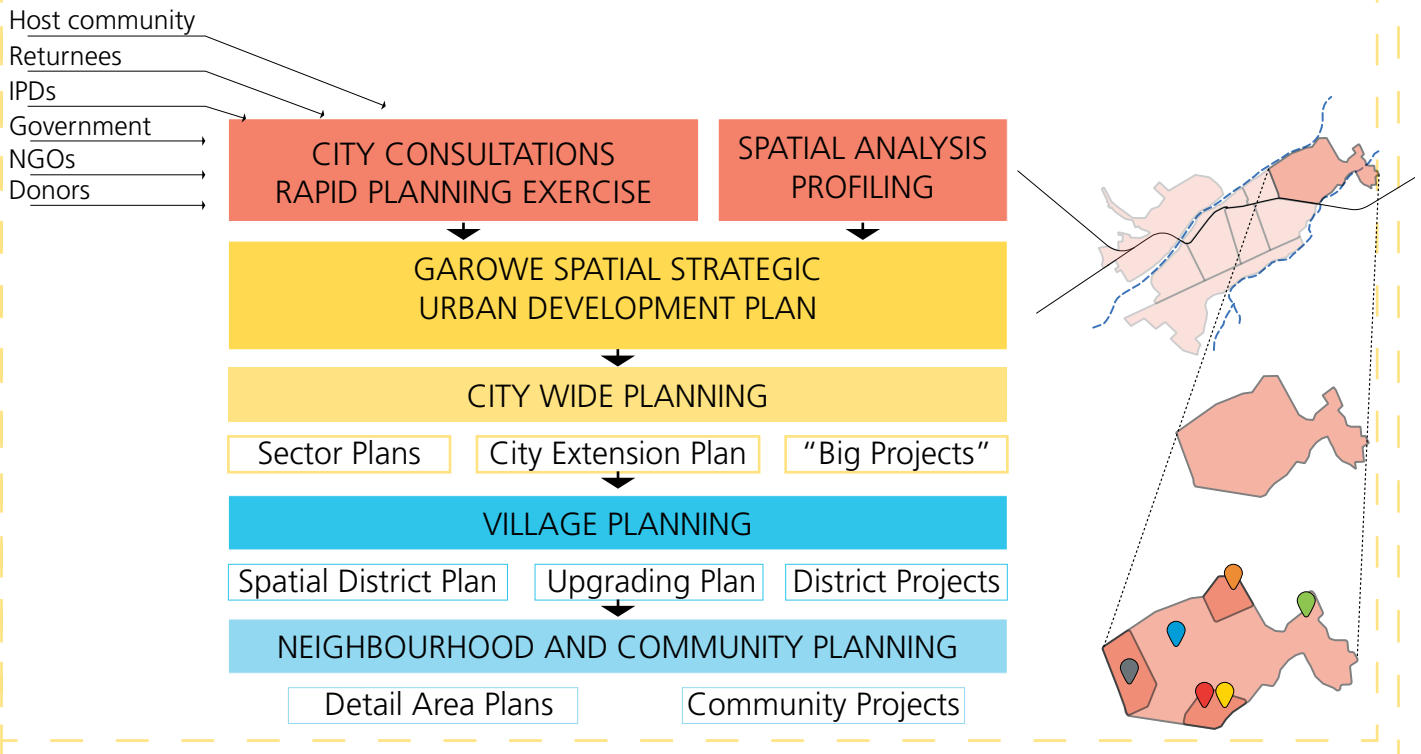 Host community
Returnees
IPDs
Government
NGOs
Donors
CITY CONSULTATIONS
RAPID PLANNING EXERCISE
SPATIAL ANALYSIS
PROFILING
GAROWE SPATIAL STRATEGIC
URBAN DEVELOPMENT PLAN
CITY WIDE PLANNING
Sector Plans
City Extension Plan
“Big Projects”
VILLAGE PLANNING
Spatial District Plan
Upgrading Plan
District Projects
NEIGHBOURHOOD AND COMMUNITY PLANNING
Detail Area Plans
Community Projects